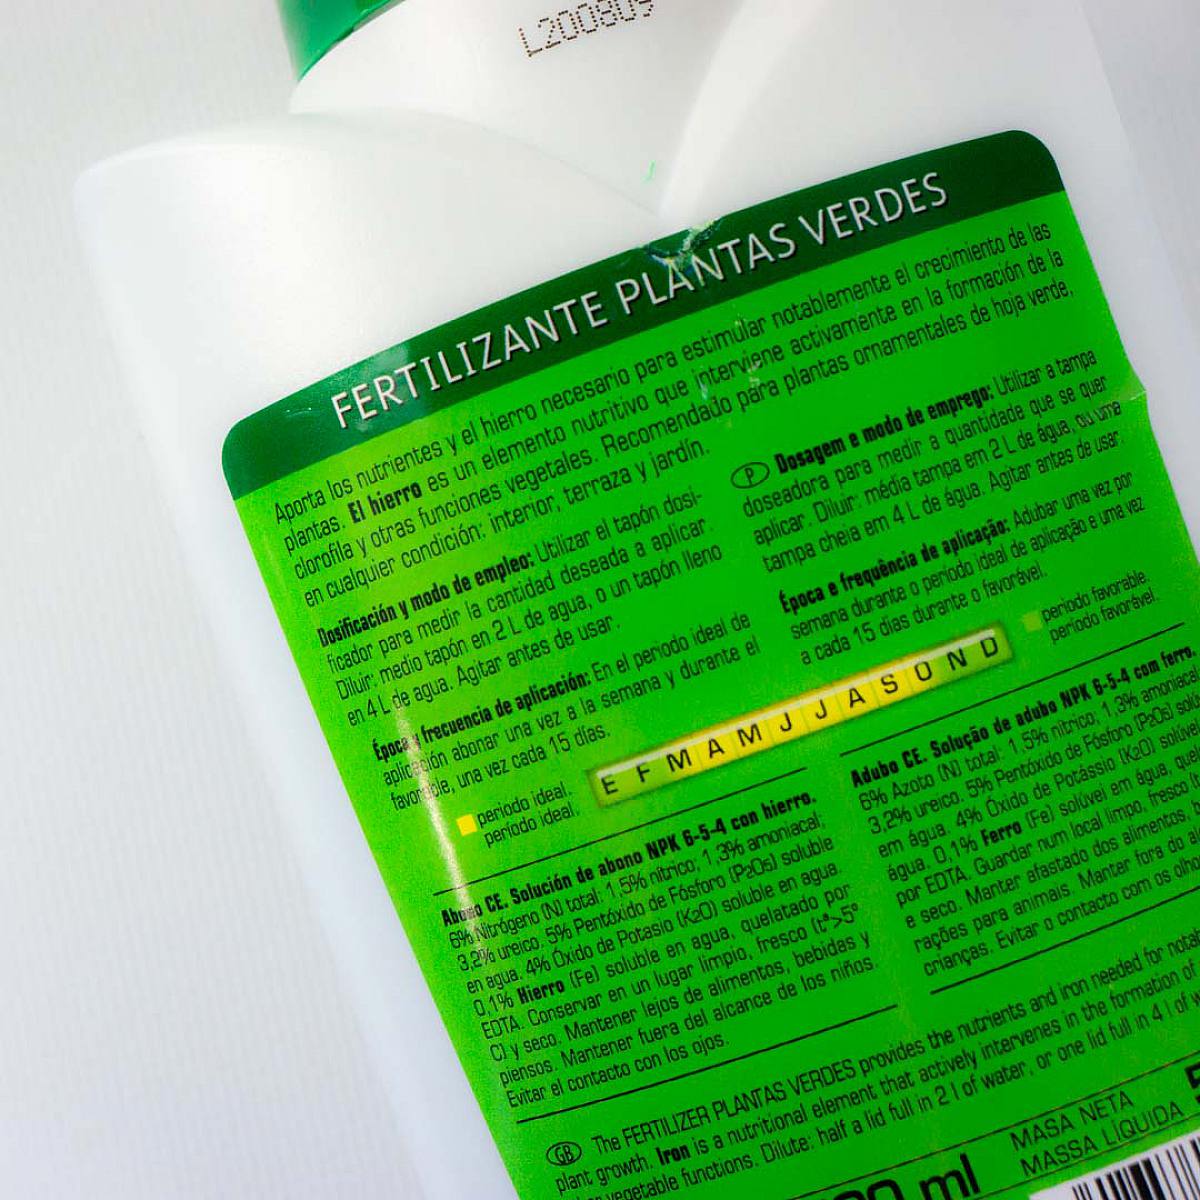 L200809
FERTILIZANTE PLANTAS VERDES
Aporta los nutrientes y el hierro necesario para estimular notablemente el crecimiento de las
plantas. El hierro es un elemento nutritivo que interviene activamente en la formación de la
clorofila y otras funciones vegetales. Recomendado para plantas ornamentales de hoja verde,
en cualquier condición: interior, terraza y jardín.
Dosificación y modo de empleo: Utilizar el tapón dosi-
ficador para medir la cantidad deseada a aplicar.
Diluir: medio tapón en 2 L de agua, o un tapón lleno
en 4 L de agua. Agitar antes de usar.
Época y frecuencia de aplicación: En el periodo ideal de
aplicación abonar una vez a la semana y durante el
favorable, una vez cada 15 días.
P Dosagem e modo de emprego: Utilizar a tampa
doseadora para medir a quantidade que se quer
aplicar. Diluir: média tampa em 2 L de água, ou uma
tampa cheia em 4 L de água. Agitar antes de usar.
Época e frequência de aplicação: Adubar uma vez por
semana durante o período ideal de aplicação e uma vez
a cada 15 dias durante o favorável.
periodo ideal.
período ideal.
E F M A M J J A S O N D
periodo favorable.
período favorável.
Abono CE. Solución de abono NPK 6-5-4 con hierro.
6% Nitrógeno (N) total: 1,5% nítrico; 1,3% amoniacal;
3,2% ureico. 5% Pentóxido de Fósforo (P2O5) soluble
en agua. 4% Óxido de Potasio (K2O) soluble en agua.
0,1% Hierro (Fe) soluble en agua, quelatado por
EDTA. Conservar en un lugar limpio, fresco (tª>5°
C) y seco. Mantener lejos de alimentos, bebidas y
piensos. Mantener fuera del alcance de los niños.
Evitar el contacto con los ojos.
Adubo CE. Solução de adubo NPK 6-5-4 com ferro.
6% Azoto (N) total: 1,5% nítrico; 1,3% amoniaca
3,2% ureico. 5% Pentóxido de Fósforo (P2O5) sol
em água. 4% Óxido de Potássio (K2O) solúve
água. 0,1% Ferro (Fe) solúvel em água, que
por EDTA. Guardar num local limpo, fresco
e seco. Manter afastado dos alimentos,
rações para animais. Manter fora do a
crianças. Evitar o contacto com os olho
GB The FERTILIZER PLANTAS VERDES provides the nutrients and iron needed for nota
plant growth. Iron is a nutritional element that actively intervenes in the formation of
vegetable functions. Dilute: half a lid full in 2 l of water, or one lid full in 4 l of
ml
MASA NETA
MASSA LÍQUIDA